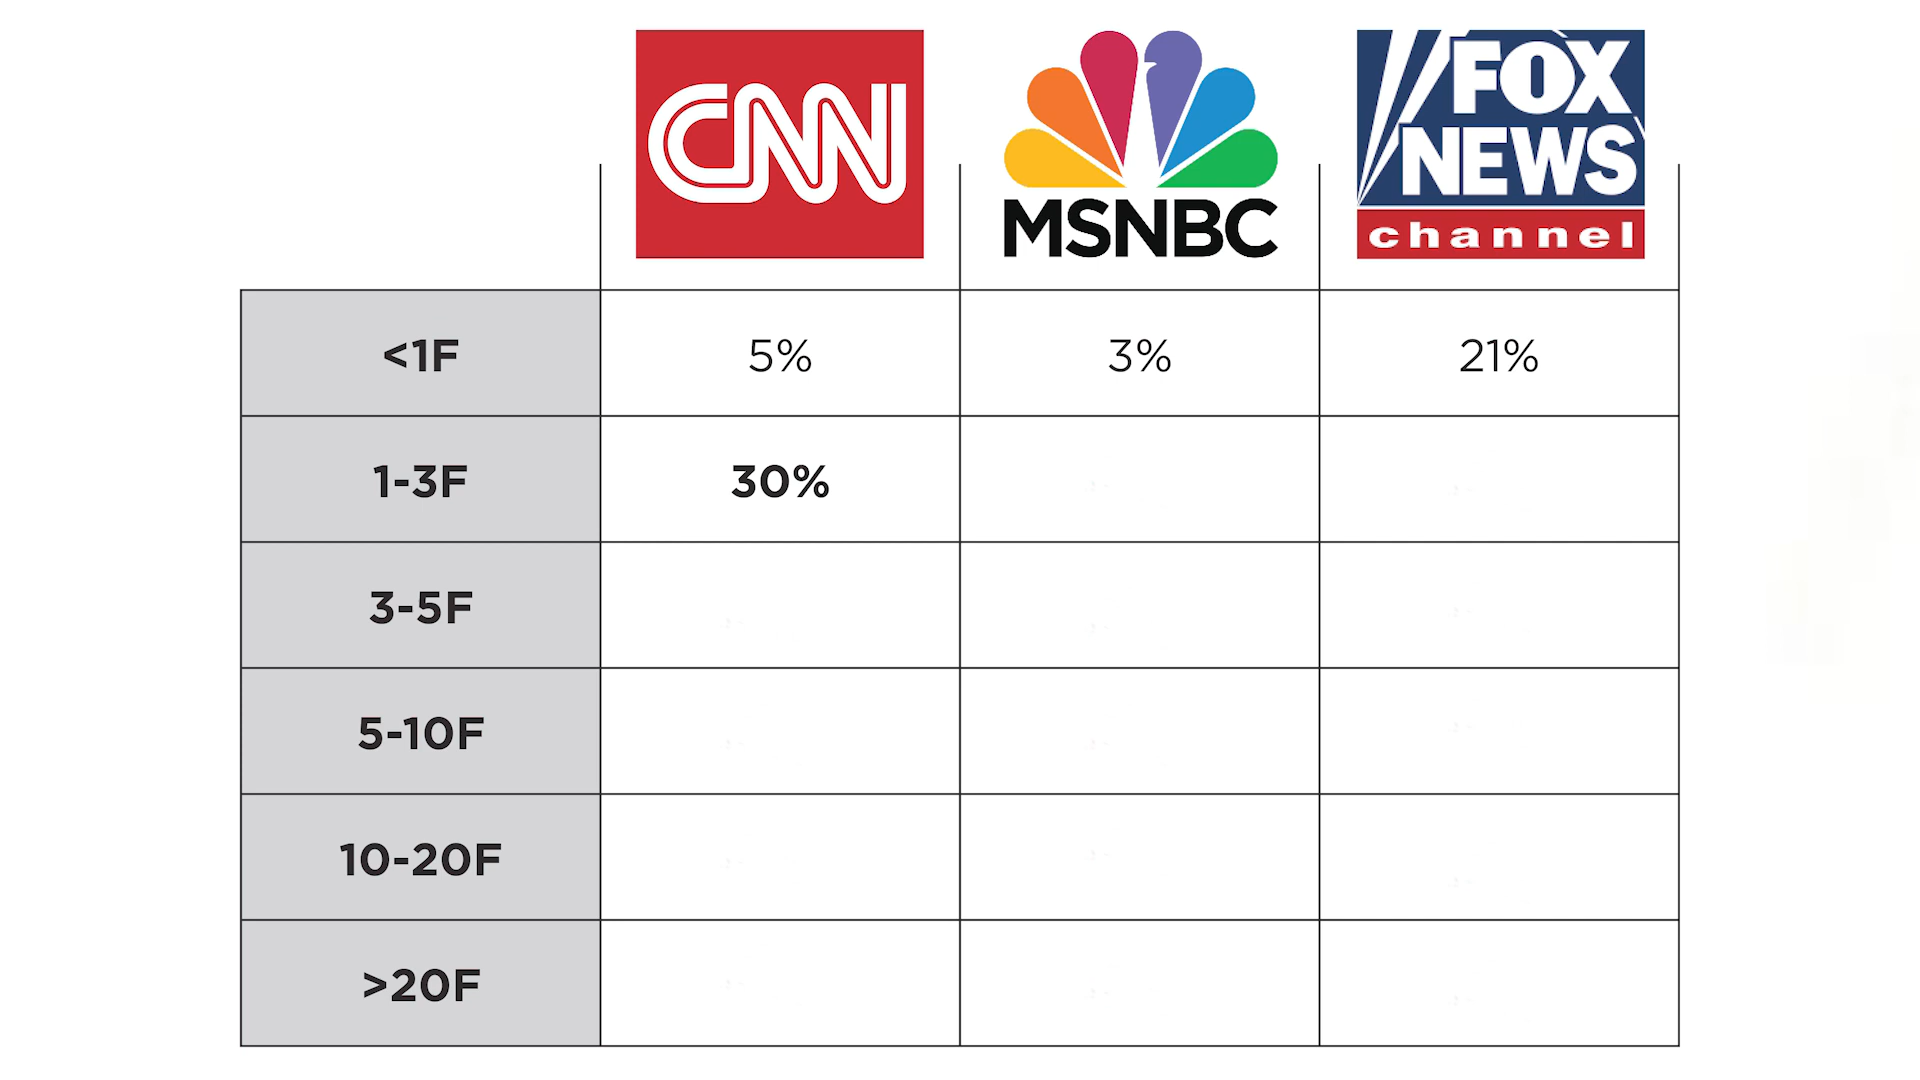 CNN
MSNBC
FOX
NEWS
channel
<1F 5% 3% 21%
1-3F 30%
3-5F
5-10F
10-20F
>20F